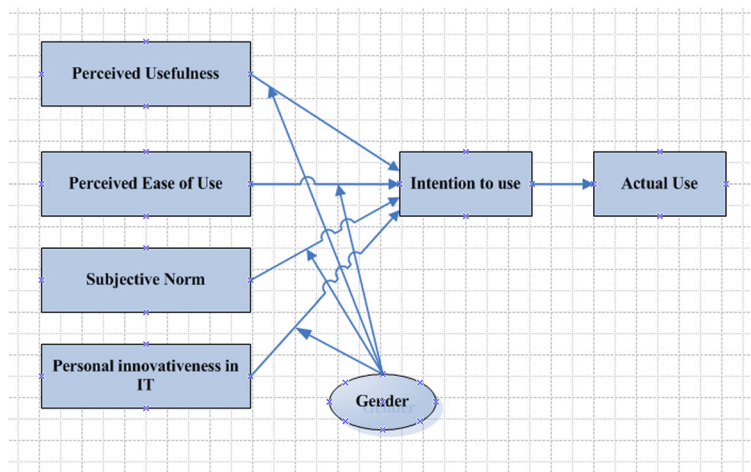 Perceived Usefulness
Perceived Ease of Use
Intention to use
Actual Use
Subjective Norm
Personal innovativeness in
IT
Gender